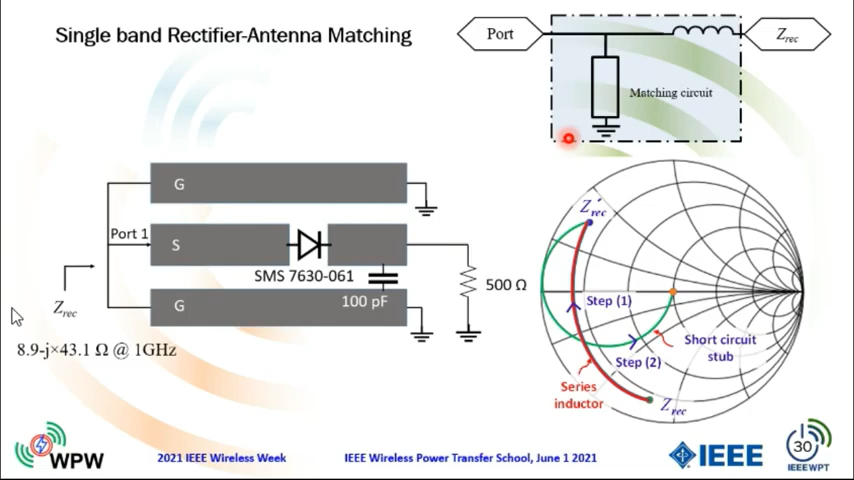 Single band Rectifier-Antenna Matching
Port
Zrec
Matching circuit
G
Port 1
S
SMS 7630-061
500 Ω
G
100 pF
Zrec
8.9-j×43.1 Ω @ 1GHz
Z′rec
Step (1)
Short circuit
stub
Step (2)
Series
inductor
Zrec
WPW
2021 IEEE Wireless Week
IEEE Wireless Power Transfer School, June 1 2021
IEEE
30
IEEE WPT